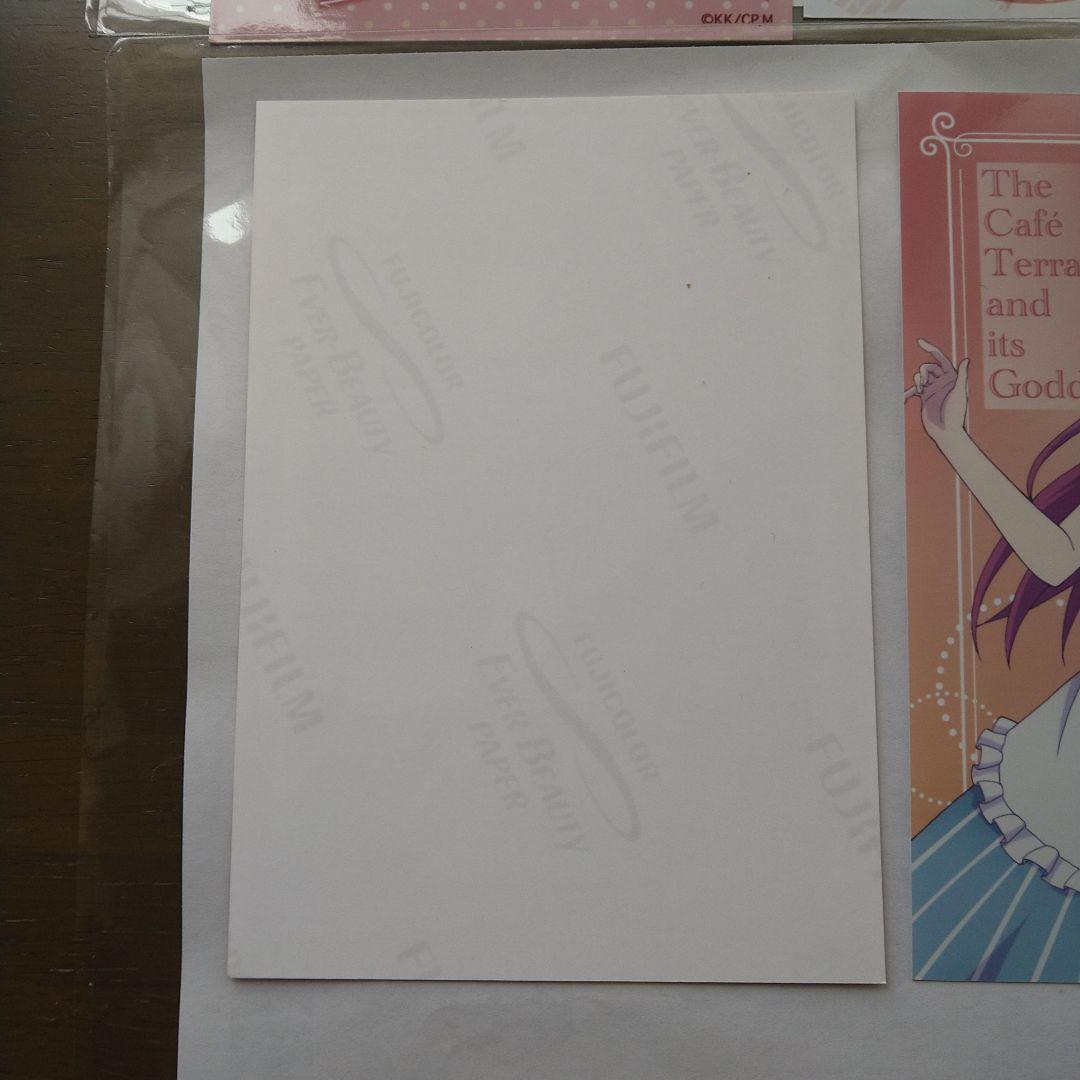 ©KK/CP,M
FUJICOLOR
EVER-BEAUTY
PAPER
FUJICOLOR
EVER-BEAUTY
PAPER
FUJIFILM
FUJICOLOR
EVER-BEAUTY
PAPER
The
Café
Terra
and
its
Godd